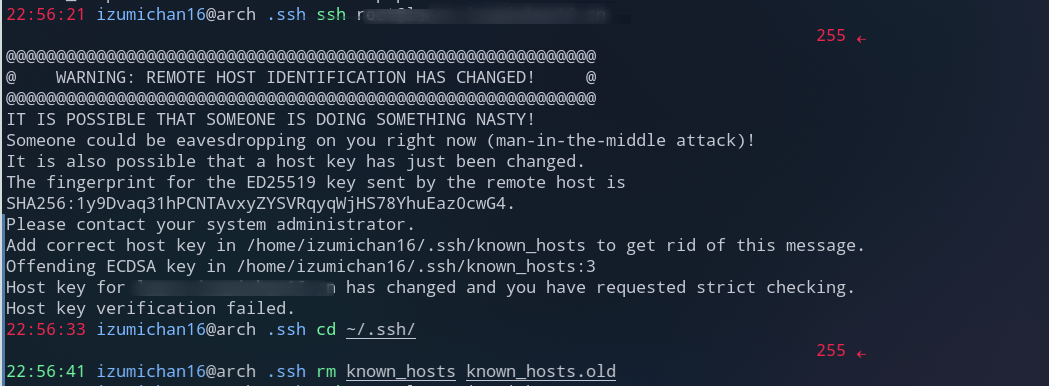 22:56:21 izumichan16@arch .ssh ssh
255 ←
@@@@@@@@@@@@@@@@@@@@@@@@@@@@@@@@@@@@@@@@@@@@@@@@@@@@@@@@@@@
@    WARNING: REMOTE HOST IDENTIFICATION HAS CHANGED!     @
@@@@@@@@@@@@@@@@@@@@@@@@@@@@@@@@@@@@@@@@@@@@@@@@@@@@@@@@@@@
IT IS POSSIBLE THAT SOMEONE IS DOING SOMETHING NASTY!
Someone could be eavesdropping on you right now (man-in-the-middle attack)!
It is also possible that a host key has just been changed.
The fingerprint for the ED25519 key sent by the remote host is
SHA256:1y9Dvaq31hPCNTAvxyZYSVRqyqWjHS78YhuEazOcwG4.
Please contact your system administrator.
Add correct host key in /home/izumichan16/.ssh/known_hosts to get rid of this message.
Offending ECDSA key in /home/izumichan16/.ssh/known_hosts:3
Host key for has changed and you have requested strict checking.
Host key verification failed.
22:56:33 izumichan16@arch .ssh cd ~/.ssh/
255 ←
22:56:41 izumichan16@arch .ssh rm known_hosts known_hosts.old